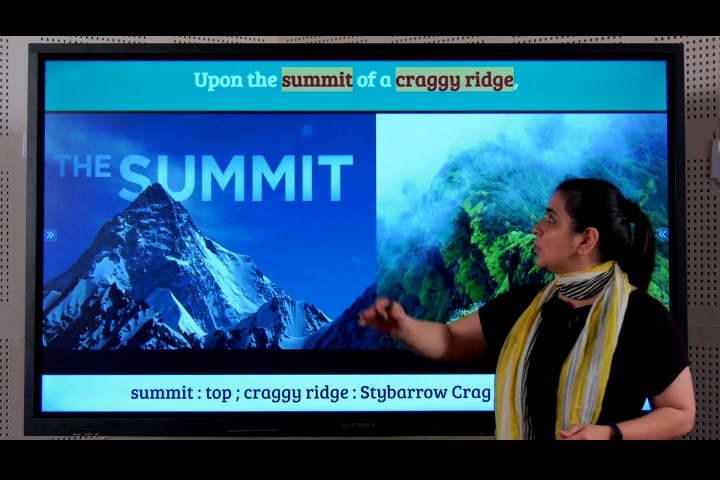 Upon the summit of a craggy ridge,
THE SUMMIT
summit : top ; craggy ridge : Stybarrow Crag